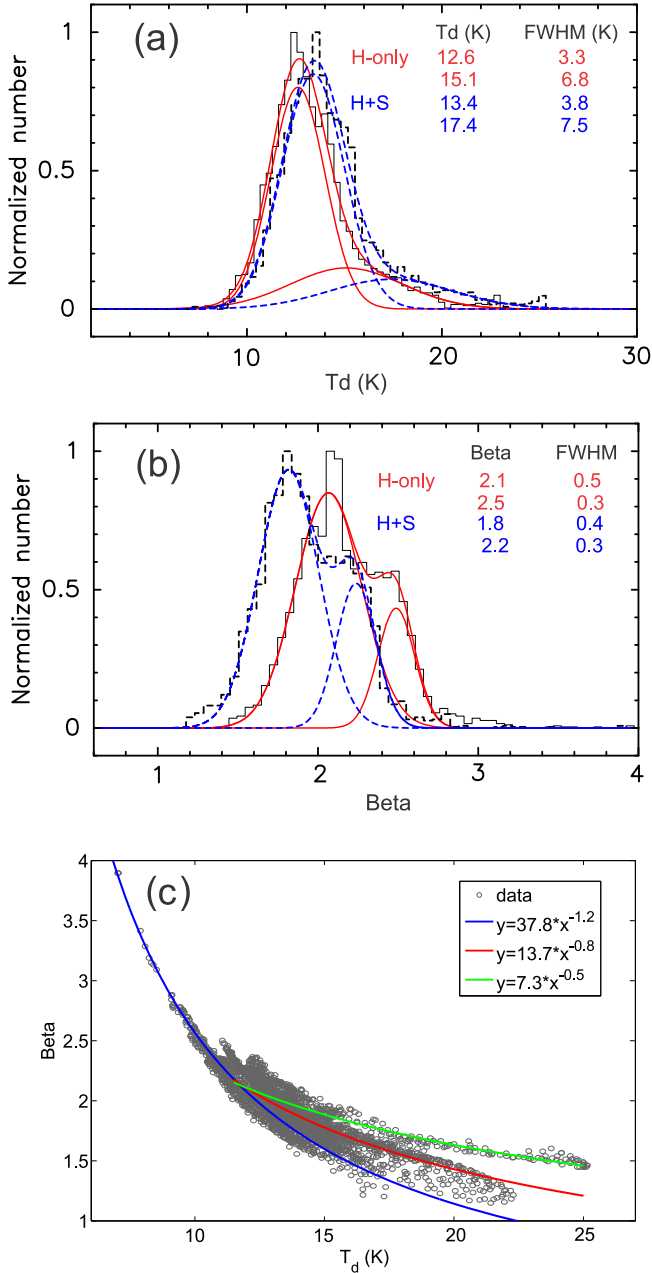 (a)
Td (K) FWHM (K)
H-only 12.6 3.3
15.1 6.8
H+S 13.4 3.8
17.4 7.5
Normalized number
1
0.5
0
10 20 30
Td (K)
(b)
Beta FWHM
H-only 2.1 0.5
2.5 0.3
H+S 1.8 0.4
2.2 0.3
Normalized number
1
0.5
0
1 2 3 4
Beta
(c)
data
y=37.8*x^-1.2
y=13.7*x^-0.8
y=7.3*x^-0.5
Beta
4
3.5
3
2.5
2
1.5
1
10 15 20 25
T_d (K)